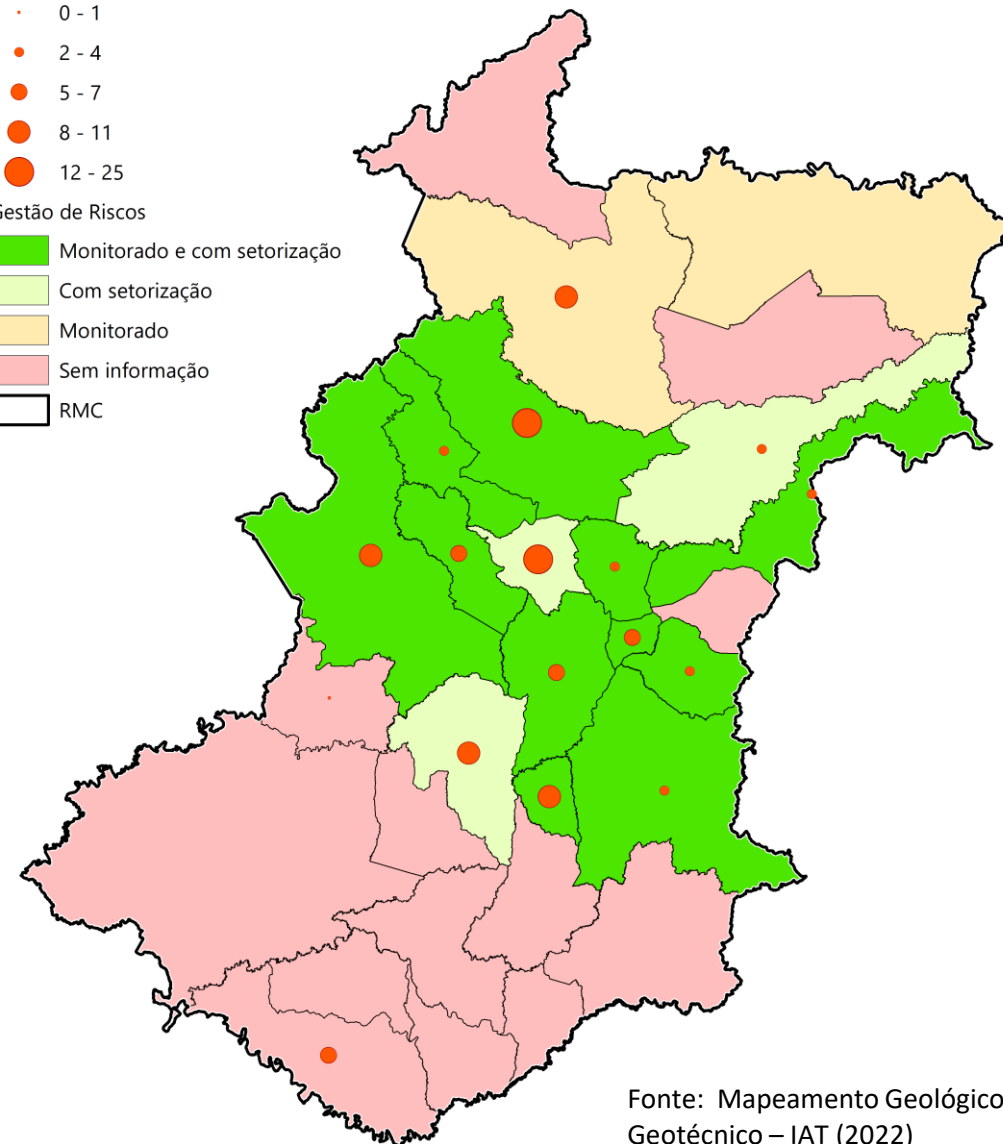 0 - 1
2 - 4
5 - 7
8 - 11
12 - 25
Gestão de Riscos
Monitorado e com setorização
Com setorização
Monitorado
Sem informação
RMC
Fonte: Mapeamento Geológico
Geotécnico – IAT (2022)